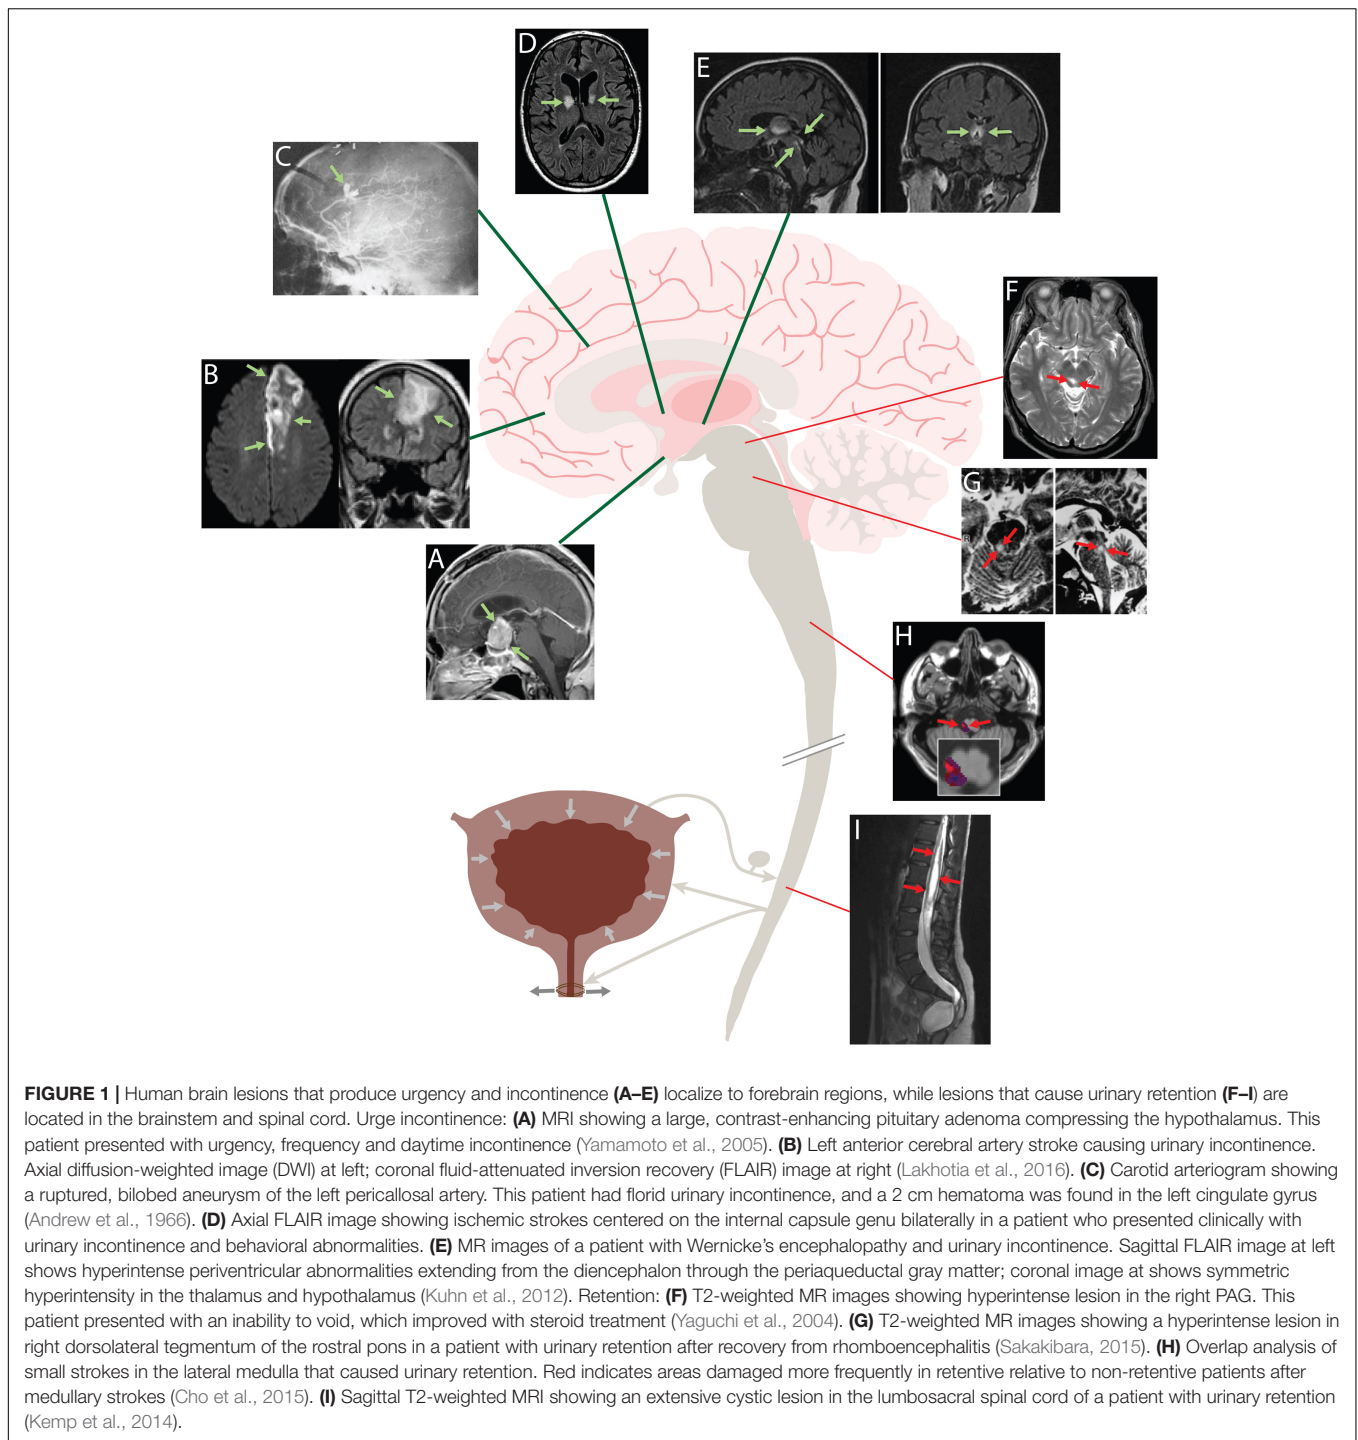 D
E
C
F
B
G
A
H
I
FIGURE 1 | Human brain lesions that produce urgency and incontinence (A–E) localize to forebrain regions, while lesions that cause urinary retention (F–I) are
located in the brainstem and spinal cord. Urge incontinence: (A) MRI showing a large, contrast-enhancing pituitary adenoma compressing the hypothalamus. This
patient presented with urgency, frequency and daytime incontinence (Yamamoto et al., 2005). (B) Left anterior cerebral artery stroke causing urinary incontinence.
Axial diffusion-weighted image (DWI) at left; coronal fluid-attenuated inversion recovery (FLAIR) image at right (Lakhotia et al., 2016). (C) Carotid arteriogram showing
a ruptured, bilobed aneurysm of the left pericallosal artery. This patient had florid urinary incontinence, and a 2 cm hematoma was found in the left cingulate gyrus
(Andrew et al., 1966). (D) Axial FLAIR image showing ischemic strokes centered on the internal capsule genu bilaterally in a patient who presented clinically with
urinary incontinence and behavioral abnormalities. (E) MR images of a patient with Wernicke's encephalopathy and urinary incontinence. Sagittal FLAIR image at left
shows hyperintense periventricular abnormalities extending from the diencephalon through the periaqueductal gray matter; coronal image at shows symmetric
hyperintensity in the thalamus and hypothalamus (Kuhn et al., 2012). Retention: (F) T2-weighted MR images showing hyperintense lesion in the right PAG. This
patient presented with an inability to void, which improved with steroid treatment (Yaguchi et al., 2004). (G) T2-weighted MR images showing a hyperintense lesion in
right dorsolateral tegmentum of the rostral pons in a patient with urinary retention after recovery from rhomboencephalitis (Sakakibara, 2015). (H) Overlap analysis of
small strokes in the lateral medulla that caused urinary retention. Red indicates areas damaged more frequently in retentive relative to non-retentive patients after
medullary strokes (Cho et al., 2015). (I) Sagittal T2-weighted MRI showing an extensive cystic lesion in the lumbosacral spinal cord of a patient with urinary retention
(Kemp et al., 2014).